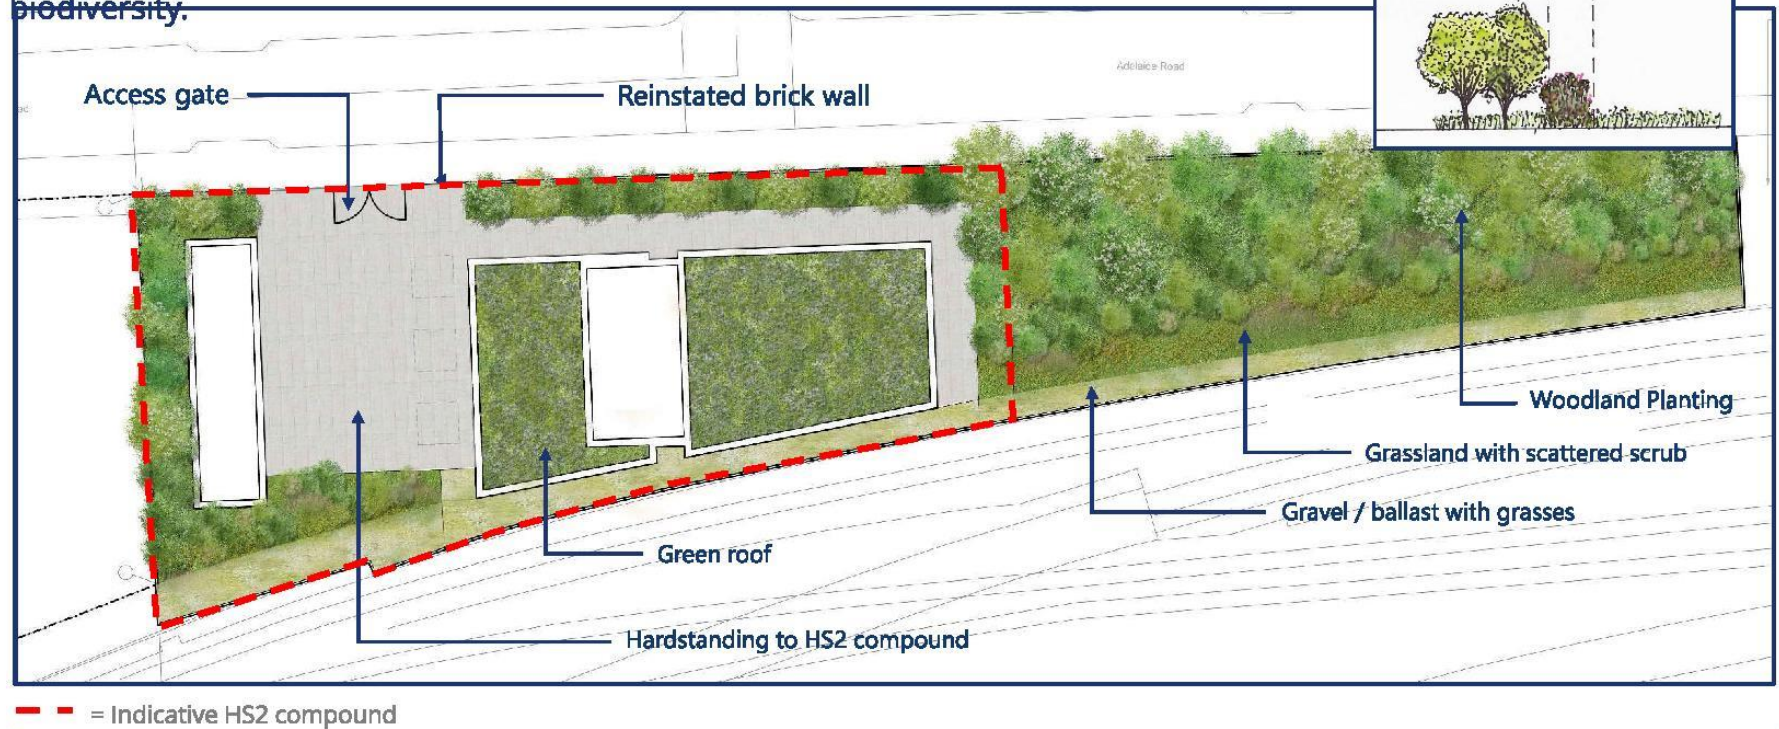 biodiversity.
Adelaide Road
Access gate
Reinstated brick wall
Woodland Planting
Grassland with scattered scrub
Gravel / ballast with grasses
Green roof
Hardstanding to HS2 compound
= Indicative HS2 compound